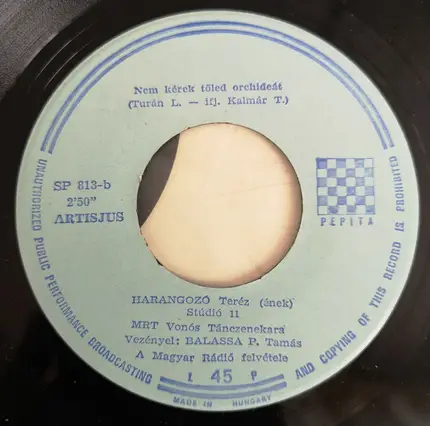 Nem kérek tőled orchideát
(Turán L. — ifj. Kalmár T.)
SP 813-b
2'50"
ARTISJUS
PEPITA
HARANGOZÓ Teréz (ének)
Stúdió 11
MRT Vonós Tánczenekara
Vezényel: BALASSA P. Tamás
A Magyar Rádió felvétele
L 45 P
MADE IN HUNGARY
UNAUTHORIZED PUBLIC PERFORMANCE BROADCASTING AND COPYING OF THIS RECORD IS PROHIBITED